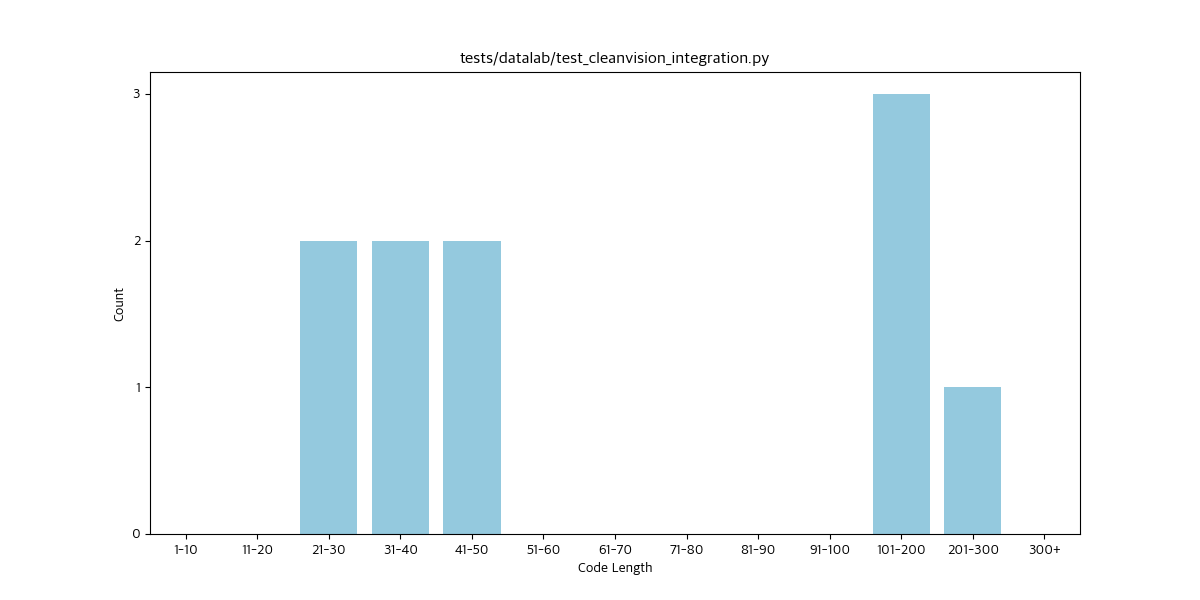 tests/datalab/test_cleanvision_integration.py
3
2
1
0
Count
1-10 11-20 21-30 31-40 41-50 51-60 61-70 71-80 81-90 91-100 101-200 201-300 300+
Code Length